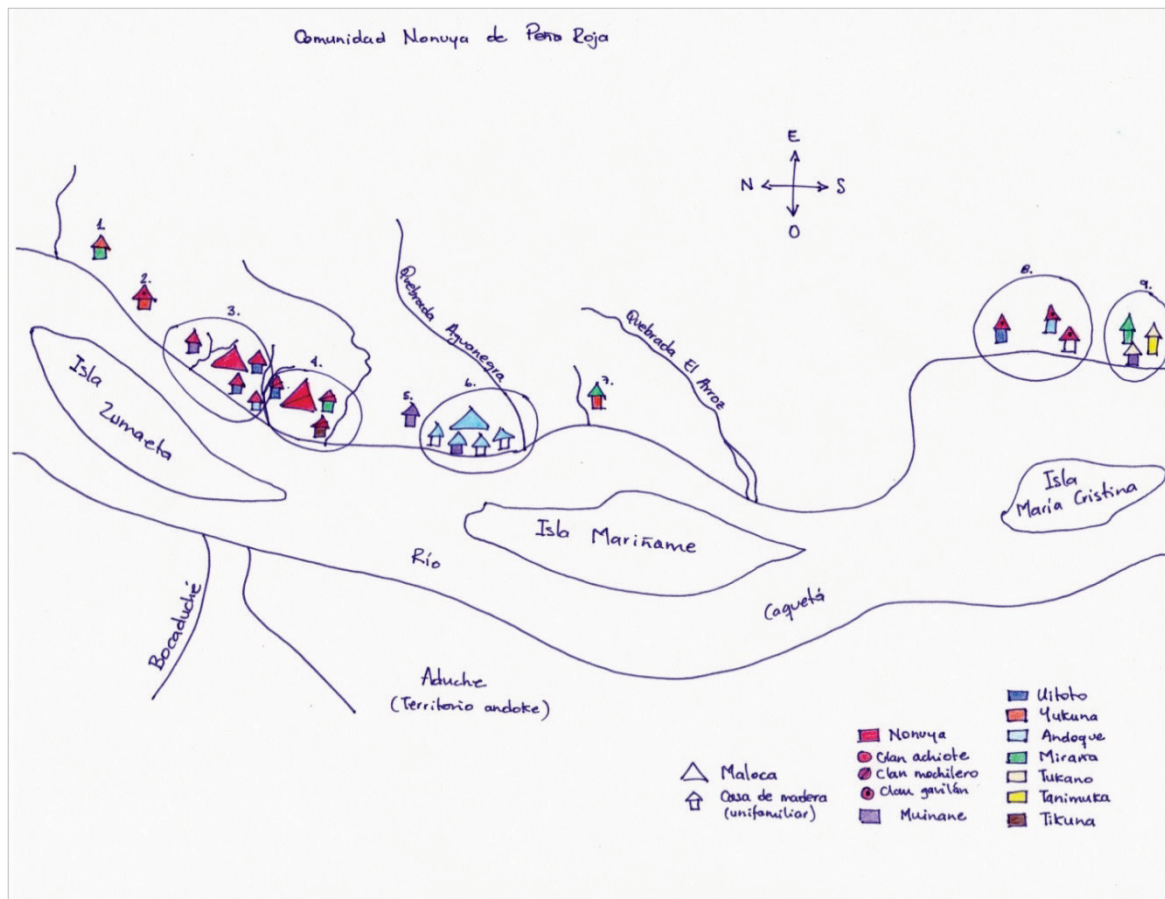 Comunidad Nonuya de Peña Roja
E
N
S
O
1.
2.
3.
4.
5.
6.
7.
8.
9.
Quebrada Aguanegra
Quebrada El Arroz
Isla
Zumaeta
Isla Mariñame
Isla
María Cristina
Río
Caquetá
Bocaduché
Aduche
(Territorio andoke)
Maloca
Casa de madera
(unifamiliar)
Nonuya
Clan achiote
Clan mochilero
Clan gavilán
Muinane
Uitoto
Yukuna
Andoque
Miraña
Tukano
Tanimuka
Tikuna